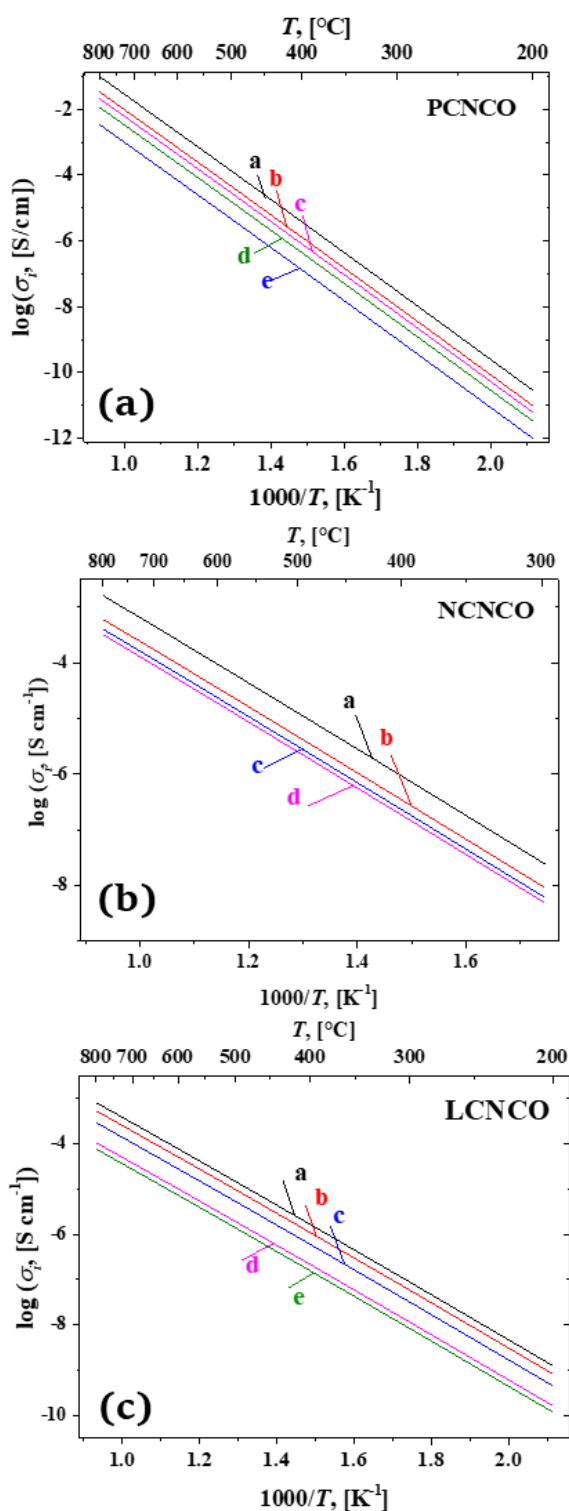 T, [°C]
800 700 600 500 400 300 200
PCNCO
a
b
c
d
e
-2
-4
-6
-8
-10
-12
log(σi, [S/cm])
(a)
1.0 1.2 1.4 1.6 1.8 2.0
1000/T, [K-1]
T, [°C]
800 700 600 500 400 300
NCNCO
a
b
c
d
-4
-6
-8
log (σi, [S cm-1])
(b)
1.0 1.2 1.4 1.6
1000/T, [K-1]
T, [°C]
800 700 600 500 400 300 200
LCNCO
a
b
c
d
e
-4
-6
-8
-10
log (σi, [S cm-1])
(c)
1.0 1.2 1.4 1.6 1.8 2.0
1000/T, [K-1]